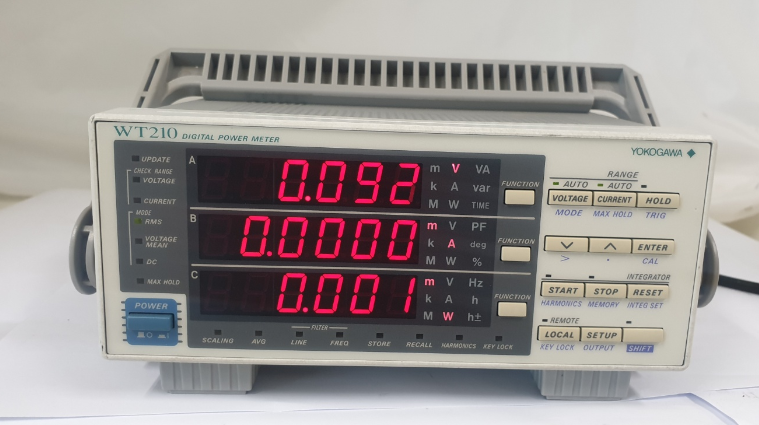 WT210 DIGITAL POWER METER
YOKOGAWA
UPDATE
CHECK RANGE
VOLTAGE
CURRENT
MODE
RMS
VOLTAGE MEAN
DC
MAX HOLD
POWER
A 0.092
m V VA
k A var
M W TIME
FUNCTION
B 0.0000
m V PF
k A deg
M W %
FUNCTION
C 0.001
m V Hz
k A h
M W h±
FUNCTION
FILTER
SCALING AVG LINE FREQ STORE RECALL HARMONICS KEY LOCK
RANGE
AUTO AUTO
VOLTAGE CURRENT HOLD
MODE MAX HOLD TRIG
ENTER
CAL
INTEGRATOR
START STOP RESET
HARMONICS MEMORY INTEG SET
REMOTE
LOCAL SETUP
KEY LOCK OUTPUT SHIFT